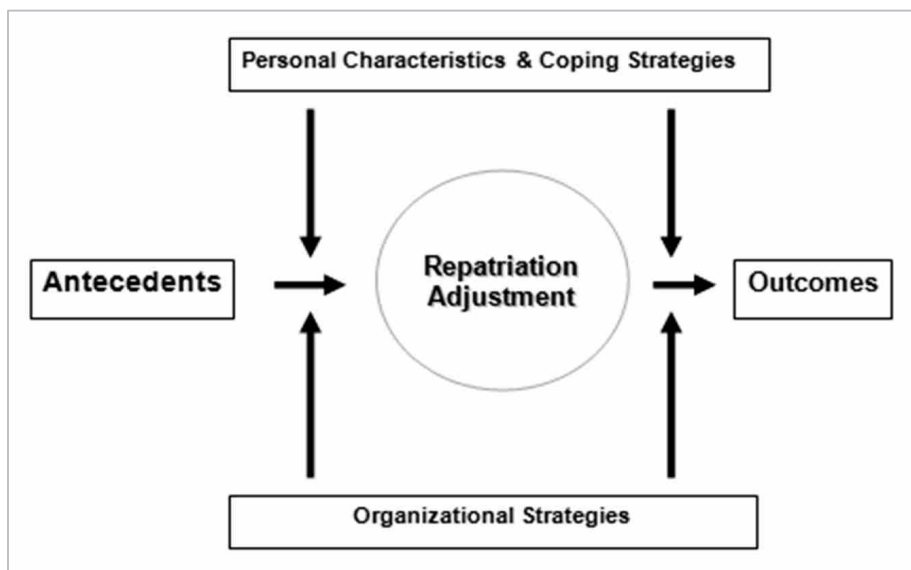 Personal Characteristics & Coping Strategies
Antecedents
Repatriation
Adjustment
Outcomes
Organizational Strategies